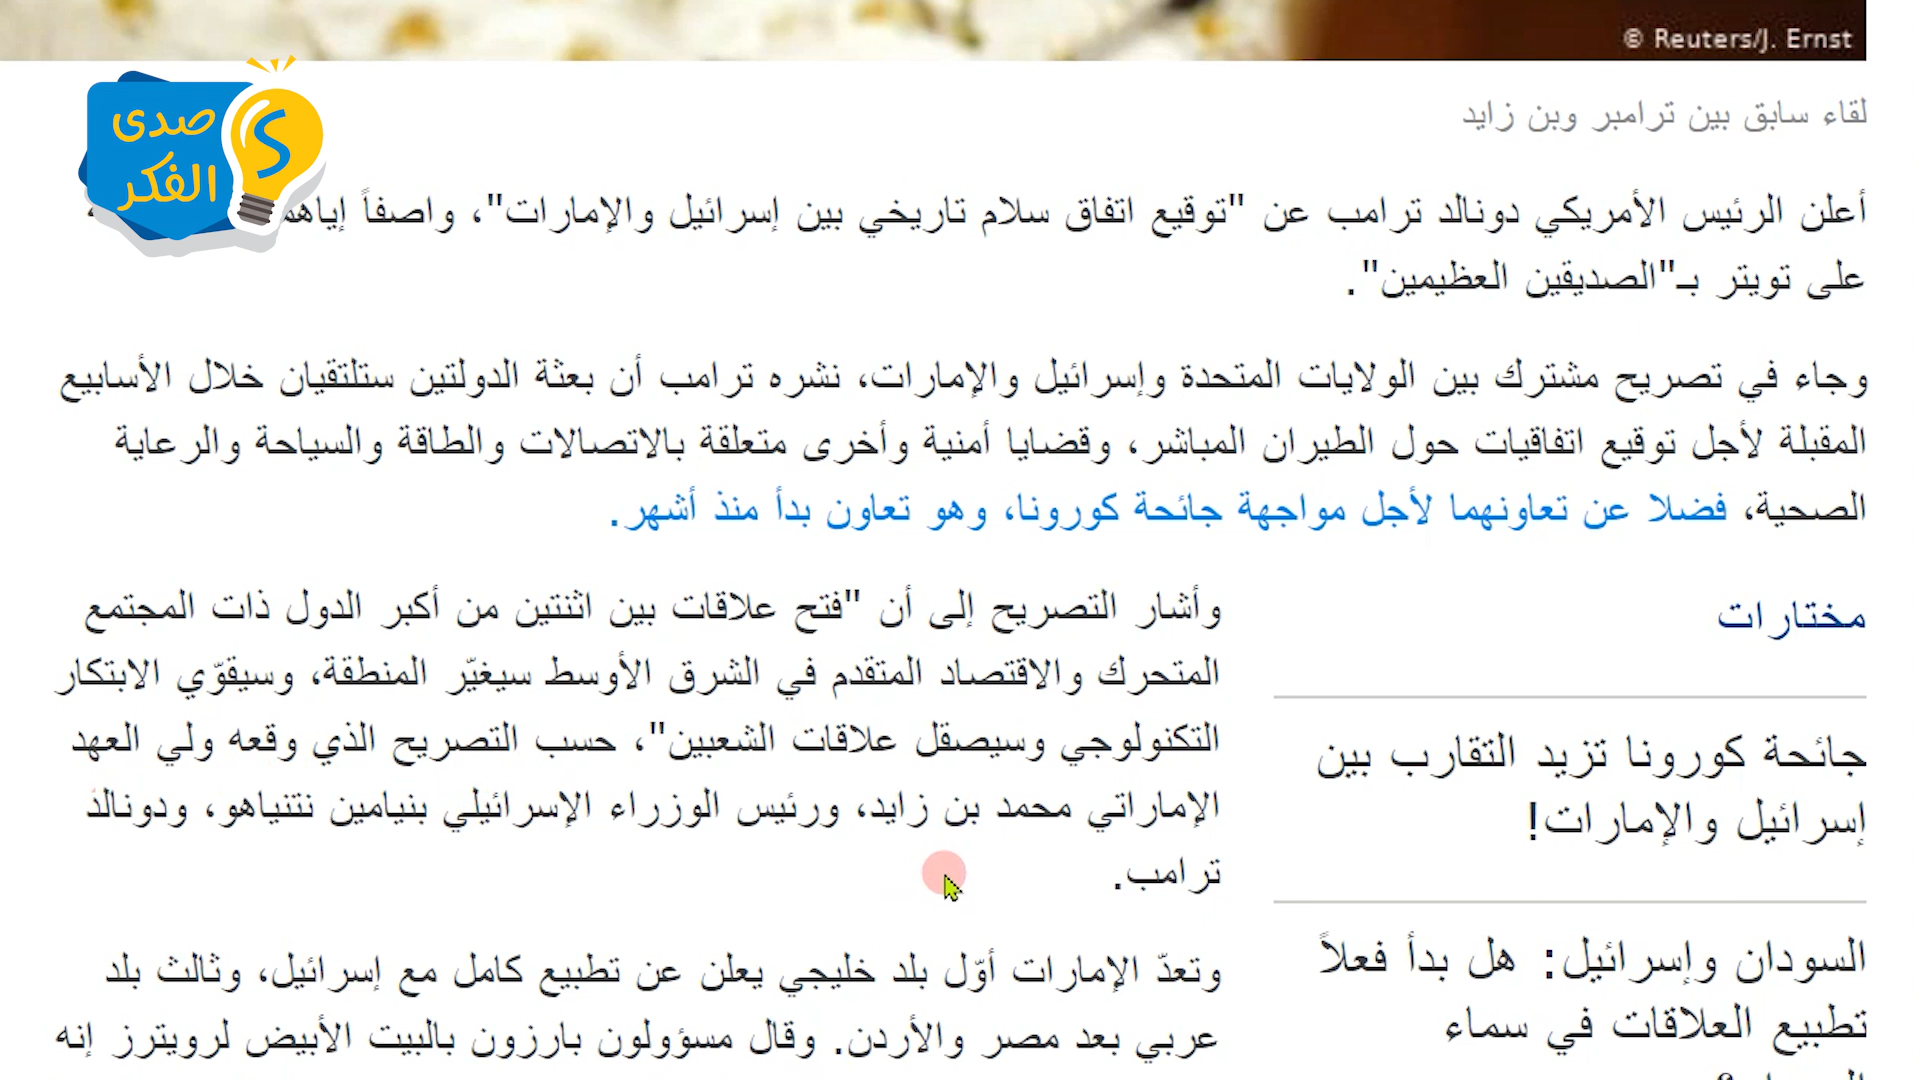 © Reuters/J. Ernst
صدى
الفكر
لقاء سابق بين ترامبر وبن زايد
أعلن الرئيس الأمريكي دونالد ترامب عن "توقيع اتفاق سلام تاريخي بين إسرائيل والإمارات"، واصفاً إياهما
على تويتر بـ"الصديقين العظيمين".
وجاء في تصريح مشترك بين الولايات المتحدة وإسرائيل والإمارات، نشره ترامب أن بعثة الدولتين ستلتقيان خلال الأسابيع
المقبلة لأجل توقيع اتفاقيات حول الطيران المباشر، وقضايا أمنية وأخرى متعلقة بالاتصالات والطاقة والسياحة والرعاية
الصحية، فضلا عن تعاونهما لأجل مواجهة جائحة كورونا، وهو تعاون بدأ منذ أشهر.
مختارات
جائحة كورونا تزيد التقارب بين
إسرائيل والإمارات!
السودان وإسرائيل: هل بدأ فعلاً
تطبيع العلاقات في سماء
وأشار التصريح إلى أن "فتح علاقات بين اثنتين من أكبر الدول ذات المجتمع
المتحرك والاقتصاد المتقدم في الشرق الأوسط سيغيّر المنطقة، وسيقوّي الابتكار
التكنولوجي وسيصقل علاقات الشعبين"، حسب التصريح الذي وقعه ولي العهد
الإماراتي محمد بن زايد، ورئيس الوزراء الإسرائيلي بنيامين نتنياهو، ودونالد
ترامب.
وتعدّ الإمارات أوّل بلد خليجي يعلن عن تطبيع كامل مع إسرائيل، وثالث بلد
عربي بعد مصر والأردن. وقال مسؤولون بارزون بالبيت الأبيض لرويترز إنه